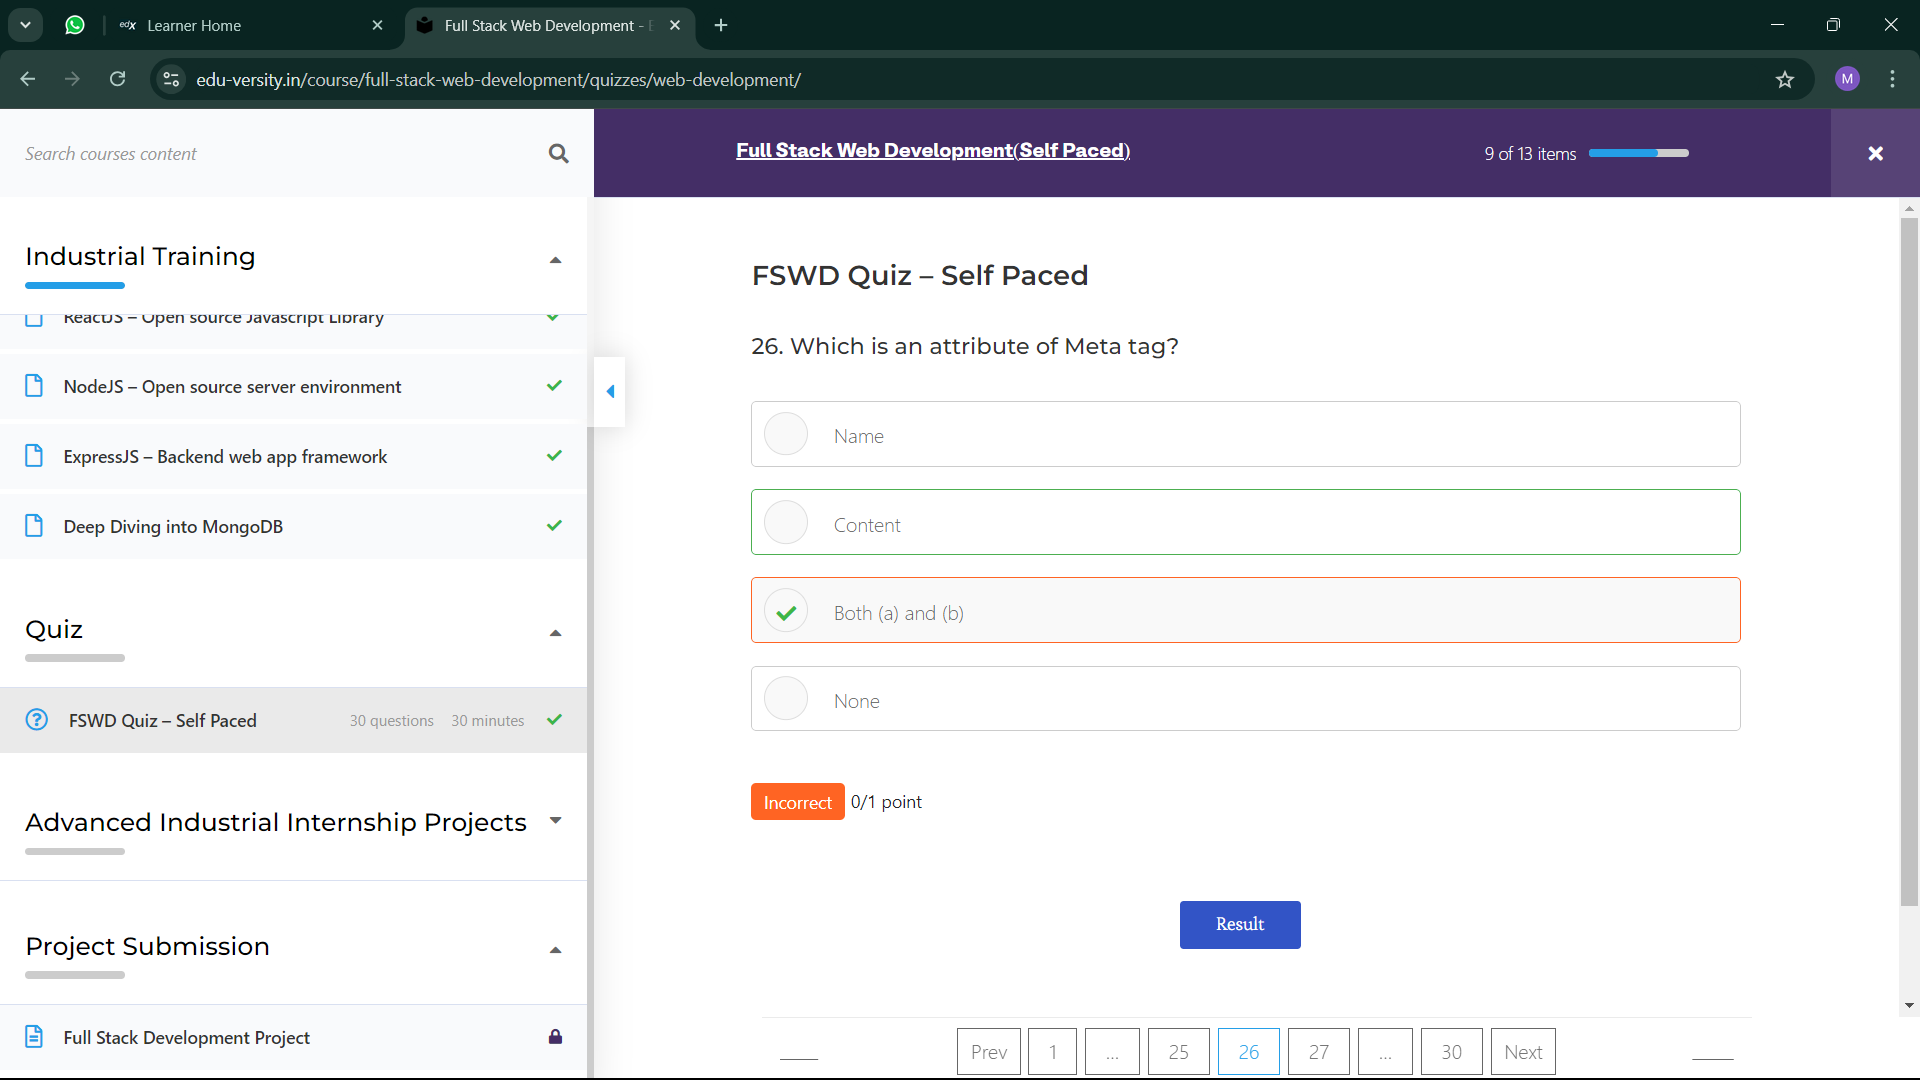 edX Learner Home
Full Stack Web Development -
edu-versity.in/course/full-stack-web-development/quizzes/web-development/
M
Search courses content
Full Stack Web Development(Self Paced)
9 of 13 items
Industrial Training
ReactJS – Open source Javascript Library
NodeJS – Open source server environment
ExpressJS – Backend web app framework
Deep Diving into MongoDB
Quiz
FSWD Quiz – Self Paced 30 questions 30 minutes
Advanced Industrial Internship Projects
Project Submission
Full Stack Development Project
FSWD Quiz – Self Paced
26. Which is an attribute of Meta tag?
Name
Content
Both (a) and (b)
None
Incorrect 0/1 point
Result
Prev 1 ... 25 26 27 ... 30 Next